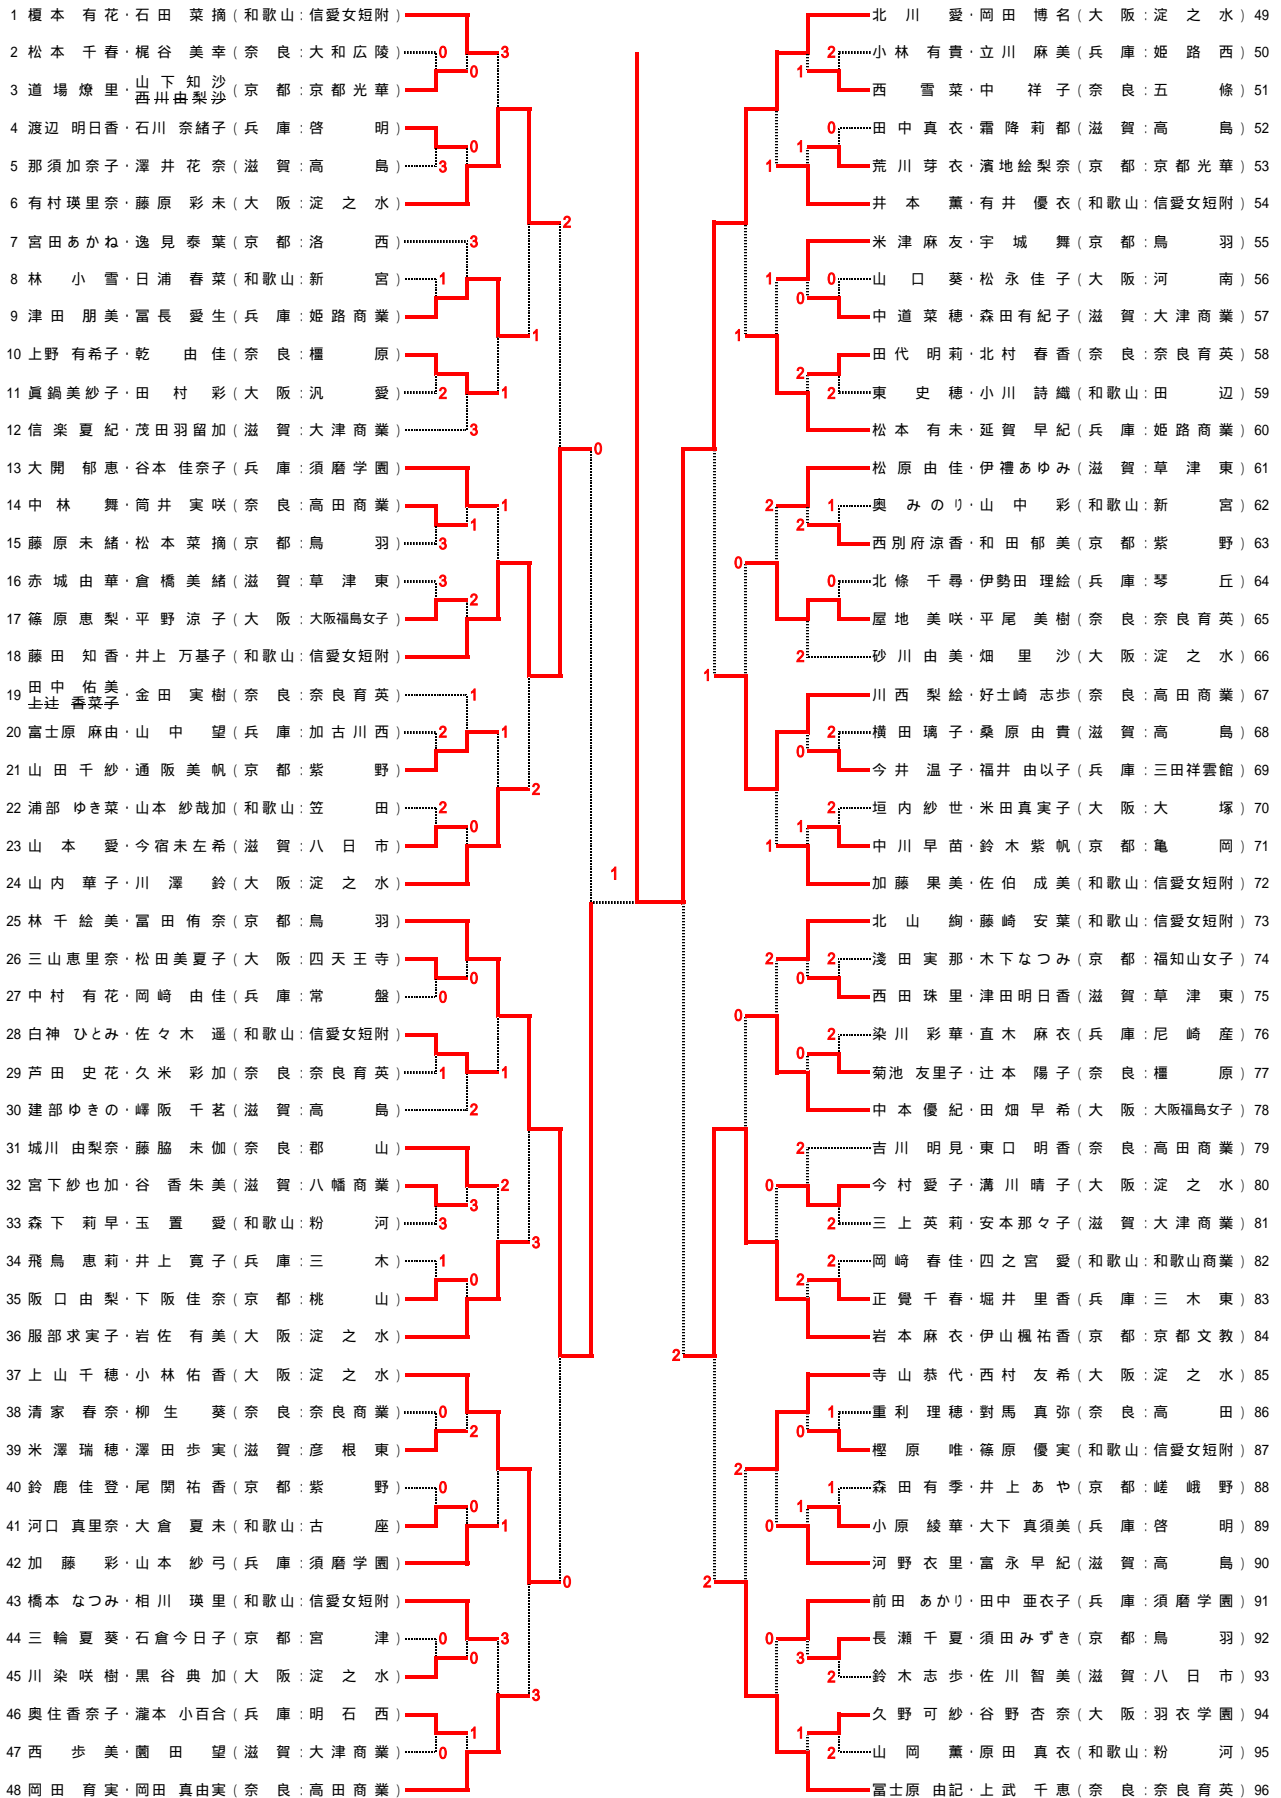 1 榎本 有花・石田 菜摘 (和歌山:信愛女短附)
2 松本 千春・梶谷 美幸 (奈 良:大和広陵)
3 道場燎里・山下知沙 西川由梨沙 (京 都:京都光華)
4 渡辺 明日香・石川 奈緒子 (兵 庫:啓 明)
5 那須加奈子・澤井花奈 (滋 賀:高 島)
6 有村瑛里奈・藤原 彩未 (大 阪:淀之水)
7 宮田あかね・逸見泰葉 (京 都:洛 西)
8 林 小雪・日浦春菜 (和歌山:新 宮)
9 津田 朋美・冨長 愛生 (兵 庫:姫路商業)
10 上野 有希子・乾 由佳 (奈 良:橿 原)
11 眞鍋美紗子・田村 彩 (大 阪:汎 愛)
12 信楽夏紀・茂田羽留加 (滋 賀:大津商業)
13 大開 郁恵・谷本 佳奈子 (兵 庫:須磨学園)
14 中林 舞・筒井 実咲 (奈 良:高田商業)
15 藤原未緒・松本菜摘 (京 都:鳥 羽)
16 赤城由華・倉橋美緒 (滋 賀:草津東)
17 篠原恵梨・平野涼子 (大 阪:大阪福島女子)
18 藤田 知香・井上 万基子 (和歌山:信愛女短附)
19 田中 佑美 上辻 香菜子・金田 実樹 (奈 良:奈良育英)
20 富士原 麻由・山中 望 (兵 庫:加古川西)
21 山田千紗・通阪美帆 (京 都:紫 野)
22 浦部 ゆき菜・山本 紗哉加 (和歌山:笠 田)
23 山本 愛・今宿未左希 (滋 賀:八日市)
24 山内 華子・川澤 鈴 (大 阪:淀之水)
25 林千絵美・冨田侑奈 (京 都:鳥 羽)
26 三山恵里奈・松田美夏子 (大 阪:四天王寺)
27 中村 有花・岡﨑 由佳 (兵 庫:常 盤)
28 白神 ひとみ・佐々木 遥 (和歌山:信愛女短附)
29 芦田 史花・久米 彩加 (奈 良:奈良育英)
30 建部ゆきの・嶧阪 千茗 (滋 賀:高 島)
31 城川 由梨奈・藤脇 未伽 (奈 良:郡 山)
32 宮下紗也加・谷 香朱美 (滋 賀:八幡商業)
33 森下 莉早・玉置 愛 (和歌山:粉 河)
34 飛鳥 恵莉・井上 寛子 (兵 庫:三 木)
35 阪口由梨・下阪佳奈 (京 都:桃 山)
36 服部求実子・岩佐 有美 (大 阪:淀之水)
37 上山千穂・小林佑香 (大 阪:淀之水)
38 清家 春奈・柳生 葵 (奈 良:奈良商業)
39 米澤瑞穂・澤田歩実 (滋 賀:彦根東)
40 鈴鹿佳登・尾関祐香 (京 都:紫 野)
41 河口 真里奈・大倉 夏未 (和歌山:古 座)
42 加藤 彩・山本 紗弓 (兵 庫:須磨学園)
43 橋本 なつみ・相川 瑛里 (和歌山:信愛女短附)
44 三輪夏葵・石倉今日子 (京 都:宮 津)
45 川染咲樹・黒谷典加 (大 阪:淀之水)
46 奥住香奈子・瀧本 小百合 (兵 庫:明石西)
47 西 歩美・薗田 望 (滋 賀:大津商業)
48 岡田 育実・岡田 真由実 (奈 良:高田商業)
北川 愛・岡田博名 (大 阪:淀之水) 49
小林 有貴・立川 麻美 (兵 庫:姫路西) 50
西 雪菜・中 祥子 (奈 良:五 條) 51
田中真衣・霜降莉都 (滋 賀:高 島) 52
荒川芽衣・濱地絵梨奈 (京 都:京都光華) 53
井本 薫・有井 優衣 (和歌山:信愛女短附) 54
米津麻友・宇城 舞 (京 都:鳥 羽) 55
山口 葵・松永佳子 (大 阪:河 南) 56
中道菜穂・森田有紀子 (滋 賀:大津商業) 57
田代 明莉・北村 春香 (奈 良:奈良育英) 58
東 史穂・小川 詩織 (和歌山:田 辺) 59
松本 有未・延賀 早紀 (兵 庫:姫路商業) 60
松原由佳・伊禮あゆみ (滋 賀:草津東) 61
奥 みのり・山中 彩 (和歌山:新 宮) 62
西別府涼香・和田郁美 (京 都:紫 野) 63
北條 千尋・伊勢田 理絵 (兵 庫:琴 丘) 64
屋地 美咲・平尾 美樹 (奈 良:奈良育英) 65
砂川由美・畑 里沙 (大 阪:淀之水) 66
川西 梨絵・好士崎 志歩 (奈 良:高田商業) 67
横田璃子・桑原由貴 (滋 賀:高 島) 68
今井 温子・福井 由以子 (兵 庫:三田祥雲館) 69
垣内紗世・米田真実子 (大 阪:大 塚) 70
中川早苗・鈴木紫帆 (京 都:亀 岡) 71
加藤 果美・佐伯 成美 (和歌山:信愛女短附) 72
北山 絢・藤崎 安葉 (和歌山:信愛女短附) 73
淺田実那・木下なつみ (京 都:福知山女子) 74
西田珠里・津田明日香 (滋 賀:草津東) 75
染川 彩華・直木 麻衣 (兵 庫:尼崎産) 76
菊池 友里子・辻本 陽子 (奈 良:橿 原) 77
中本優紀・田畑早希 (大 阪:大阪福島女子) 78
吉川 明見・東口 明香 (奈 良:高田商業) 79
今村愛子・溝川晴子 (大 阪:淀之水) 80
三上英莉・安本那々子 (滋 賀:大津商業) 81
岡﨑 春佳・四之宮 愛 (和歌山:和歌山商業) 82
正覺千春・堀井 里香 (兵 庫:三木東) 83
岩本麻衣・伊山楓祐香 (京 都:京都文教) 84
寺山恭代・西村友希 (大 阪:淀之水) 85
重利 理穂・對馬 真弥 (奈 良:高 田) 86
樫原 唯・篠原 優実 (和歌山:信愛女短附) 87
森田有季・井上あや (京 都:嵯峨野) 88
小原 綾華・大下 真須美 (兵 庫:啓 明) 89
河野衣里・富永早紀 (滋 賀:高 島) 90
前田 あかり・田中 亜衣子 (兵 庫:須磨学園) 91
長瀬千夏・須田みずき (京 都:鳥 羽) 92
鈴木志歩・佐川智美 (滋 賀:八日市) 93
久野可紗・谷野杏奈 (大 阪:羽衣学園) 94
山岡 薫・原田 真衣 (和歌山:粉 河) 95
冨士原 由記・上武 千恵 (奈 良:奈良育英) 96